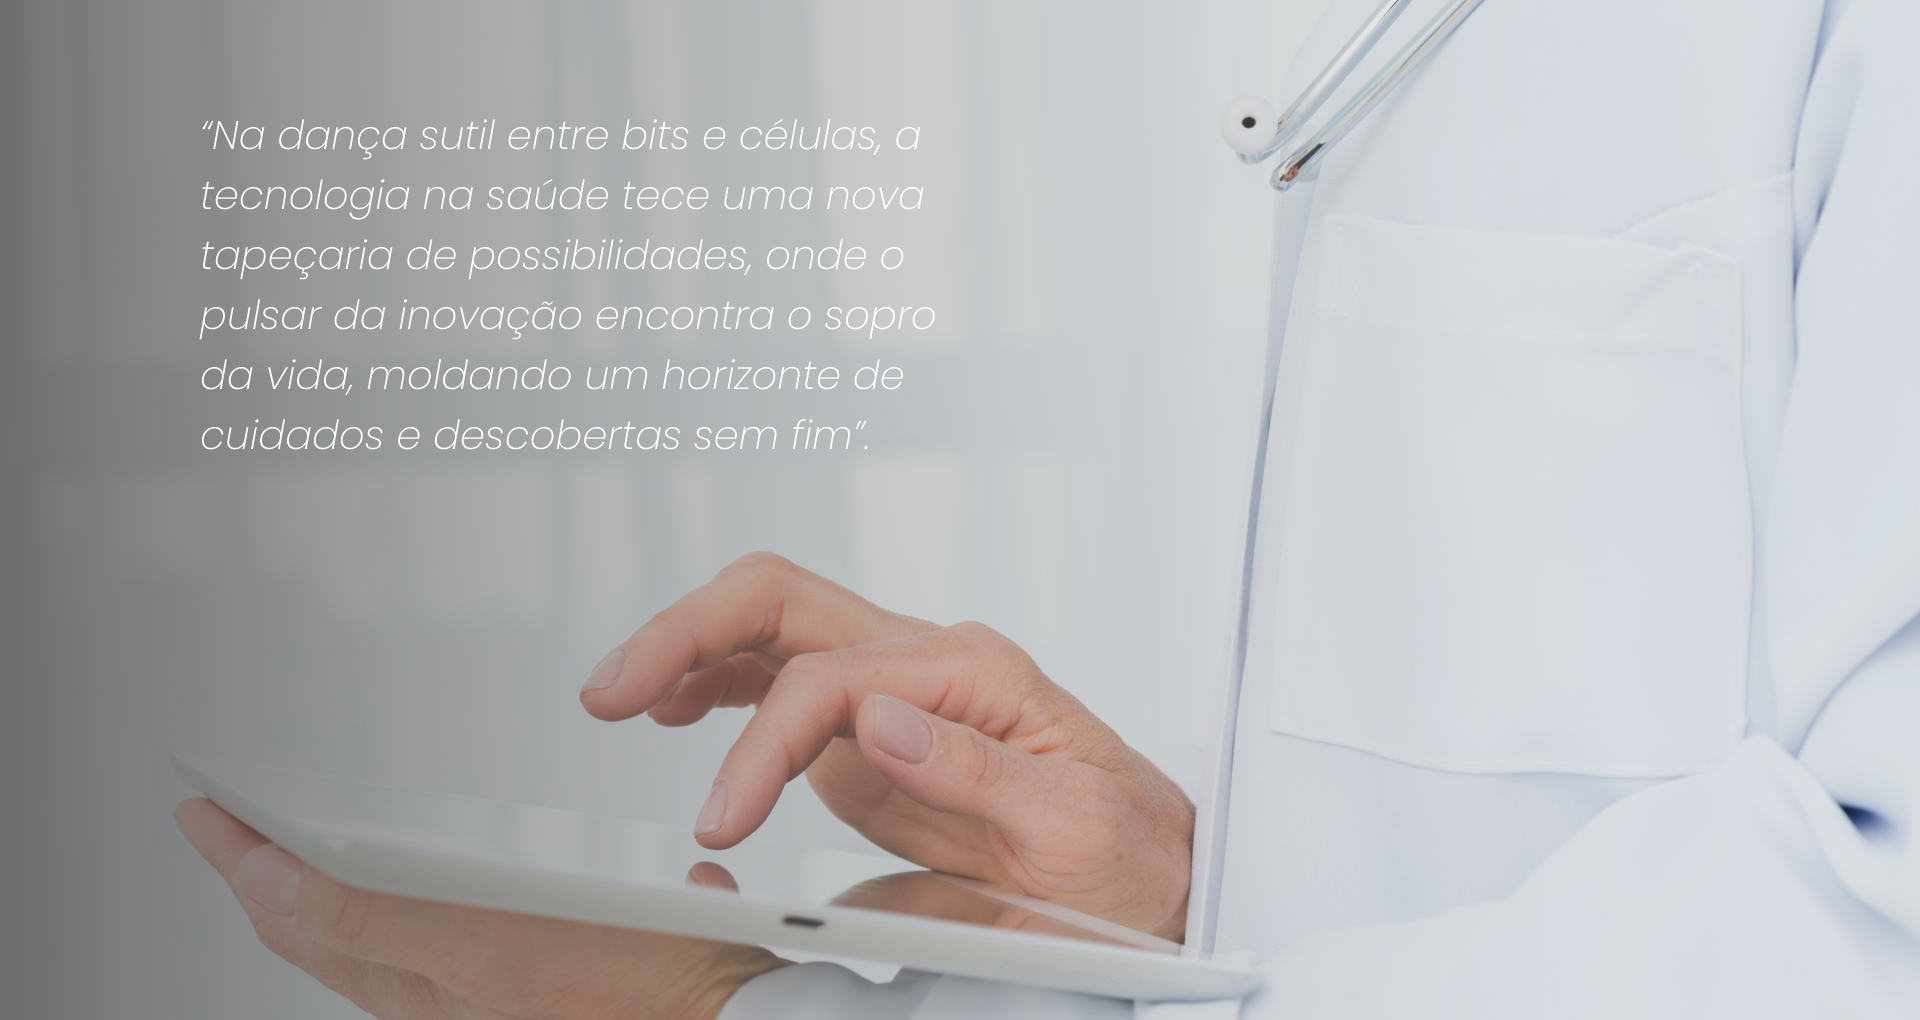 “Na dança sutil entre bits e células, a
tecnologia na saúde tece uma nova
tapeçaria de possibilidades, onde o
pulsar da inovação encontra o sopro
da vida, moldando um horizonte de
cuidados e descobertas sem fim”.